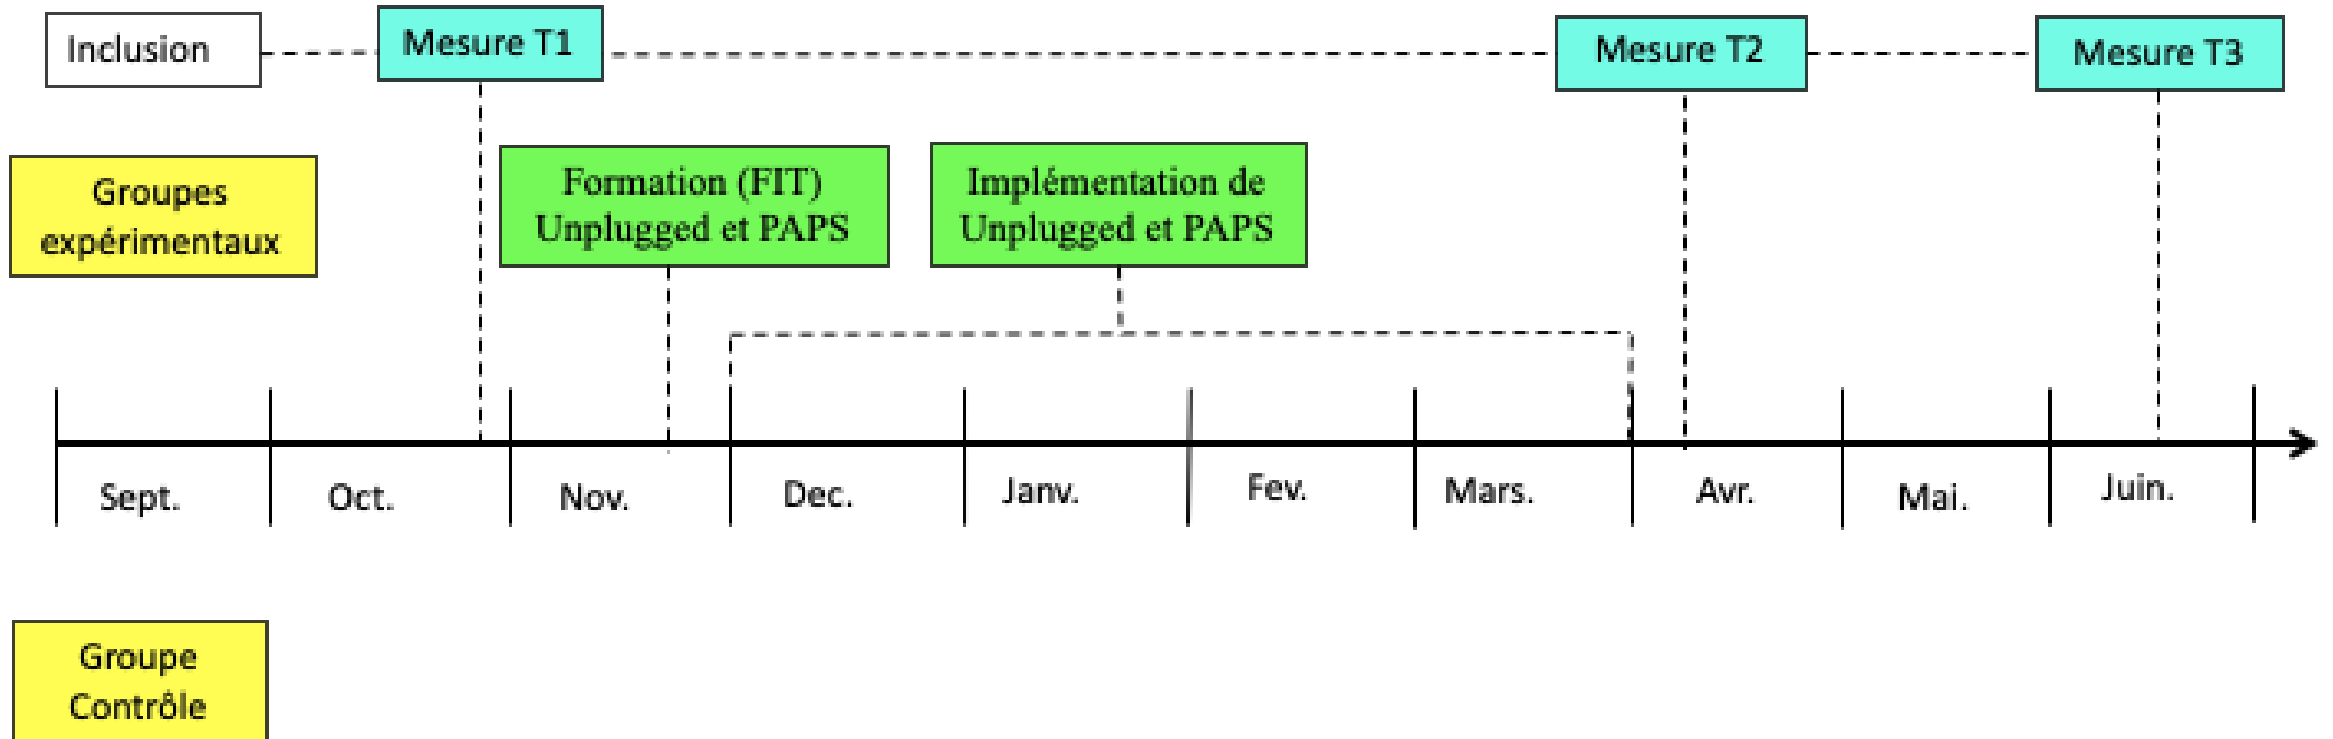 Inclusion
Mesure T1
Mesure T2
Mesure T3
Groupes
expérimentaux
Formation (FIT)
Unplugged et PAPS
Implémentation de
Unplugged et PAPS
Sept.
Oct.
Nov.
Dec.
Janv.
Fev.
Mars.
Avr.
Mai.
Juin.
Groupe
Contrôle